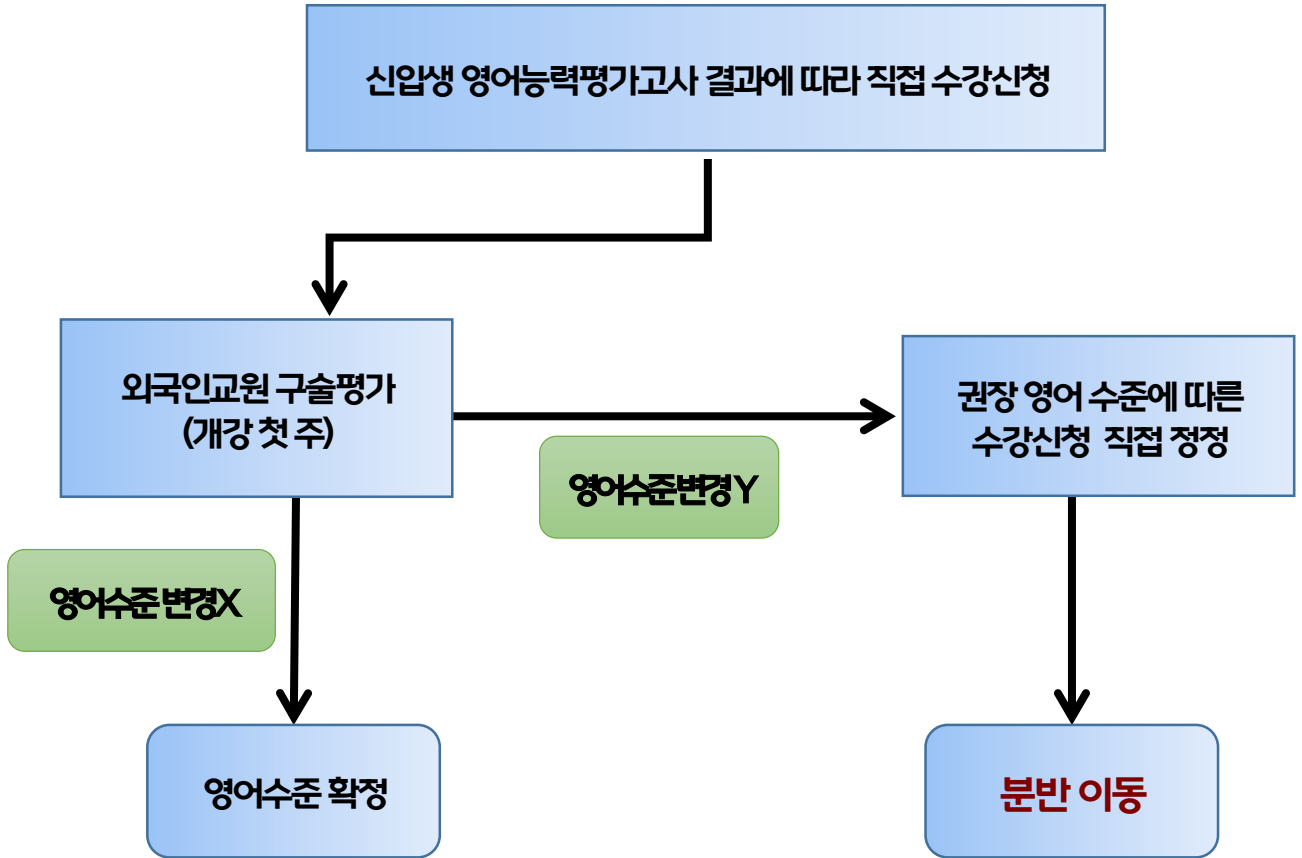 신입생 영어능력평가고사 결과에 따라 직접 수강신청
외국인교원 구술평가
(개강 첫 주)
권장 영어 수준에 따른
수강신청 직접 정정
영어수준변경Y
영어수준 변경X
영어수준 확정
분반 이동